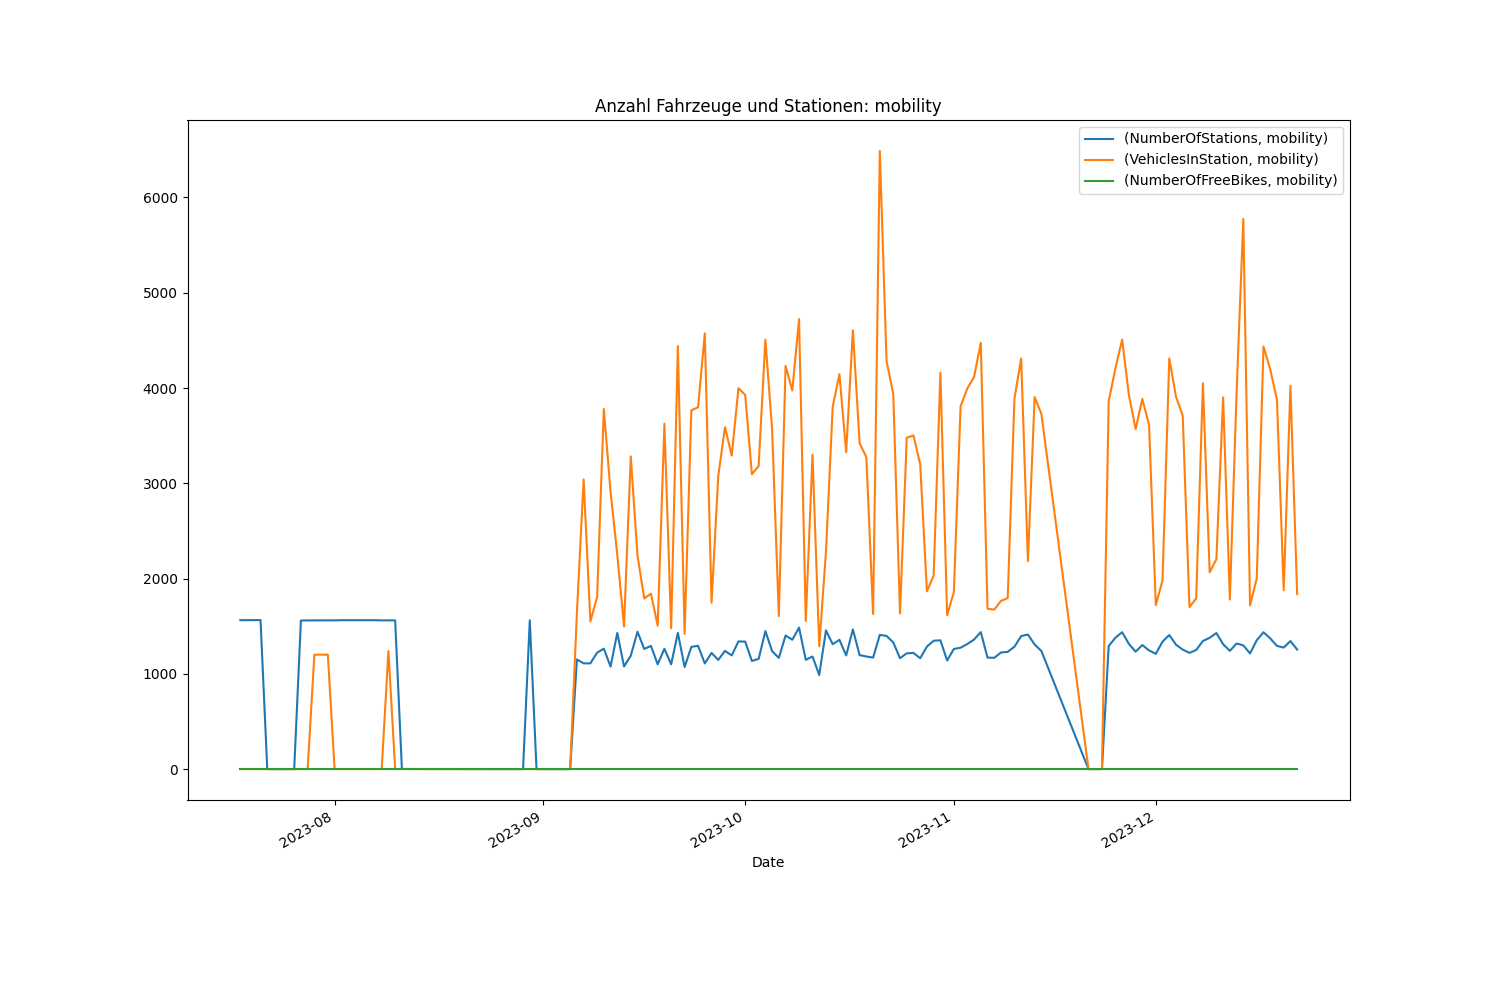 Anzahl Fahrzeuge und Stationen: mobility
(NumberOfStations, mobility)
(VehiclesInStation, mobility)
(NumberOfFreeBikes, mobility)
6000
5000
4000
3000
2000
1000
0
2023-08
2023-09
2023-10
2023-11
2023-12
Date